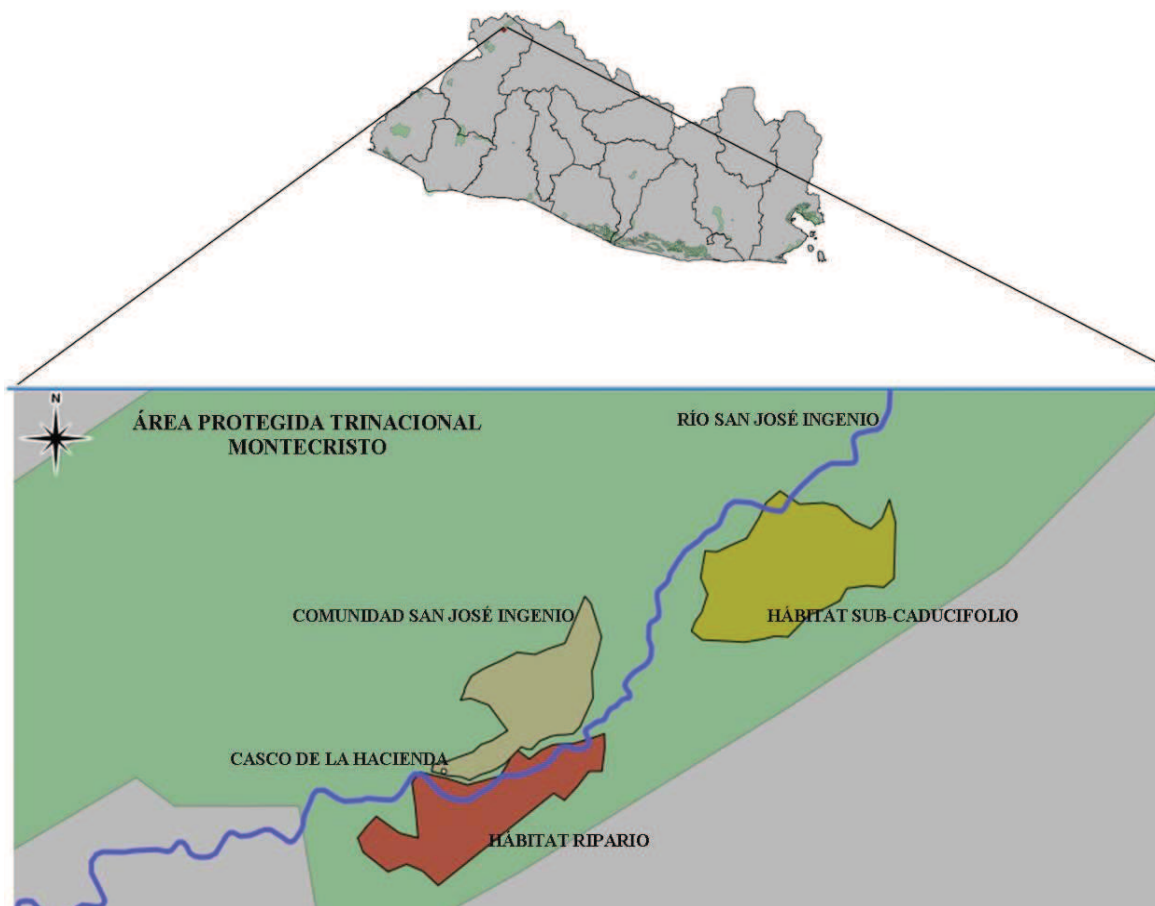 N
ÁREA PROTEGIDA TRINACIONAL
MONTECRISTO
RÍO SAN JOSÉ INGENIO
COMUNIDAD SAN JOSÉ INGENIO
HÁBITAT SUB-CADUCIFOLIO
CASCO DE LA HACIENDA
HÁBITAT RIPARIO